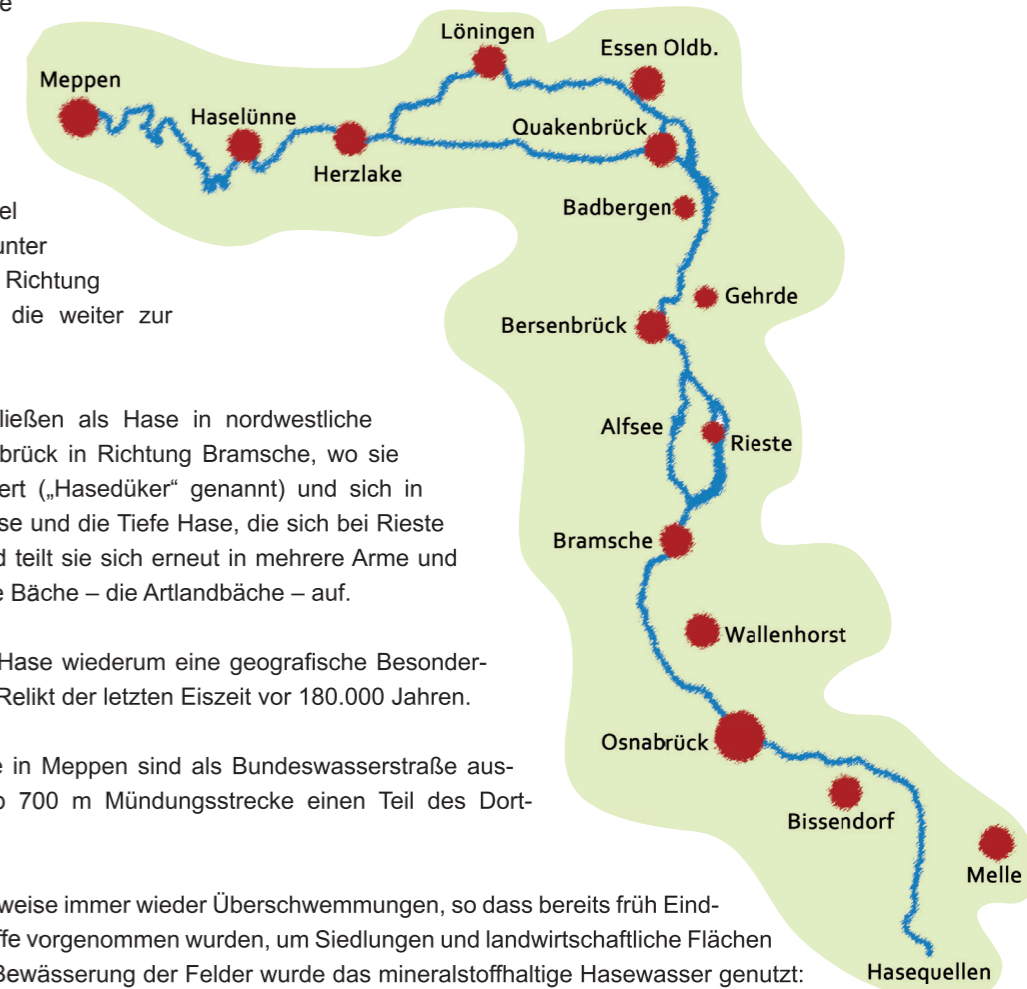 e
Löningen
Essen Oldb.
Meppen
Haselünne
Quakenbrück
Herzlake
Badbergen
el
unter
Richtung
die weiter zur
Gehrde
Bersenbrück
ließen als Hase in nordwestliche
brück in Richtung Bramsche, wo sie
ert („Hasedüker“ genannt) und sich in
se und die Tiefe Hase, die sich bei Rieste
d teilt sie sich erneut in mehrere Arme und
e Bäche – die Artlandbäche – auf.
Alfsee
Rieste
Bramsche
Wallenhorst
Hase wiederum eine geografische Besonder-
Relikt der letzten Eiszeit vor 180.000 Jahren.
Osnabrück
e in Meppen sind als Bundeswasserstraße aus-
o 700 m Mündungsstrecke einen Teil des Dort-
Bissendorf
Melle
weise immer wieder Überschwemmungen, so dass bereits früh Eind-
ffe vorgenommen wurden, um Siedlungen und landwirtschaftliche Flächen
Bewässerung der Felder wurde das mineralstoffhaltige Hasewasser genutzt:
Hasequellen